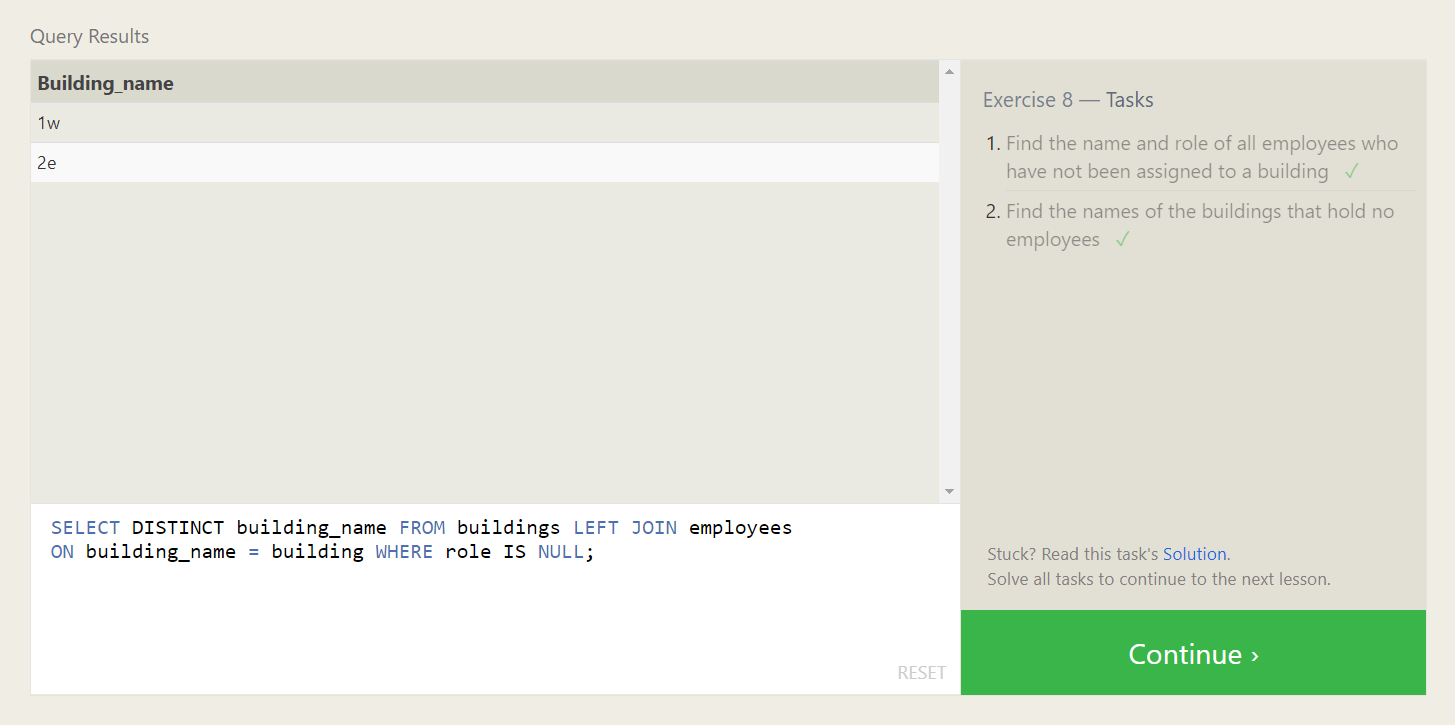 Query Results
Building_name
1w
2e
SELECT DISTINCT building_name FROM buildings LEFT JOIN employees
ON building_name = building WHERE role IS NULL;
RESET
Exercise 8 — Tasks
1. Find the name and role of all employees who
have not been assigned to a building ✓
2. Find the names of the buildings that hold no
employees ✓
Stuck? Read this task's Solution.
Solve all tasks to continue to the next lesson.
Continue ›